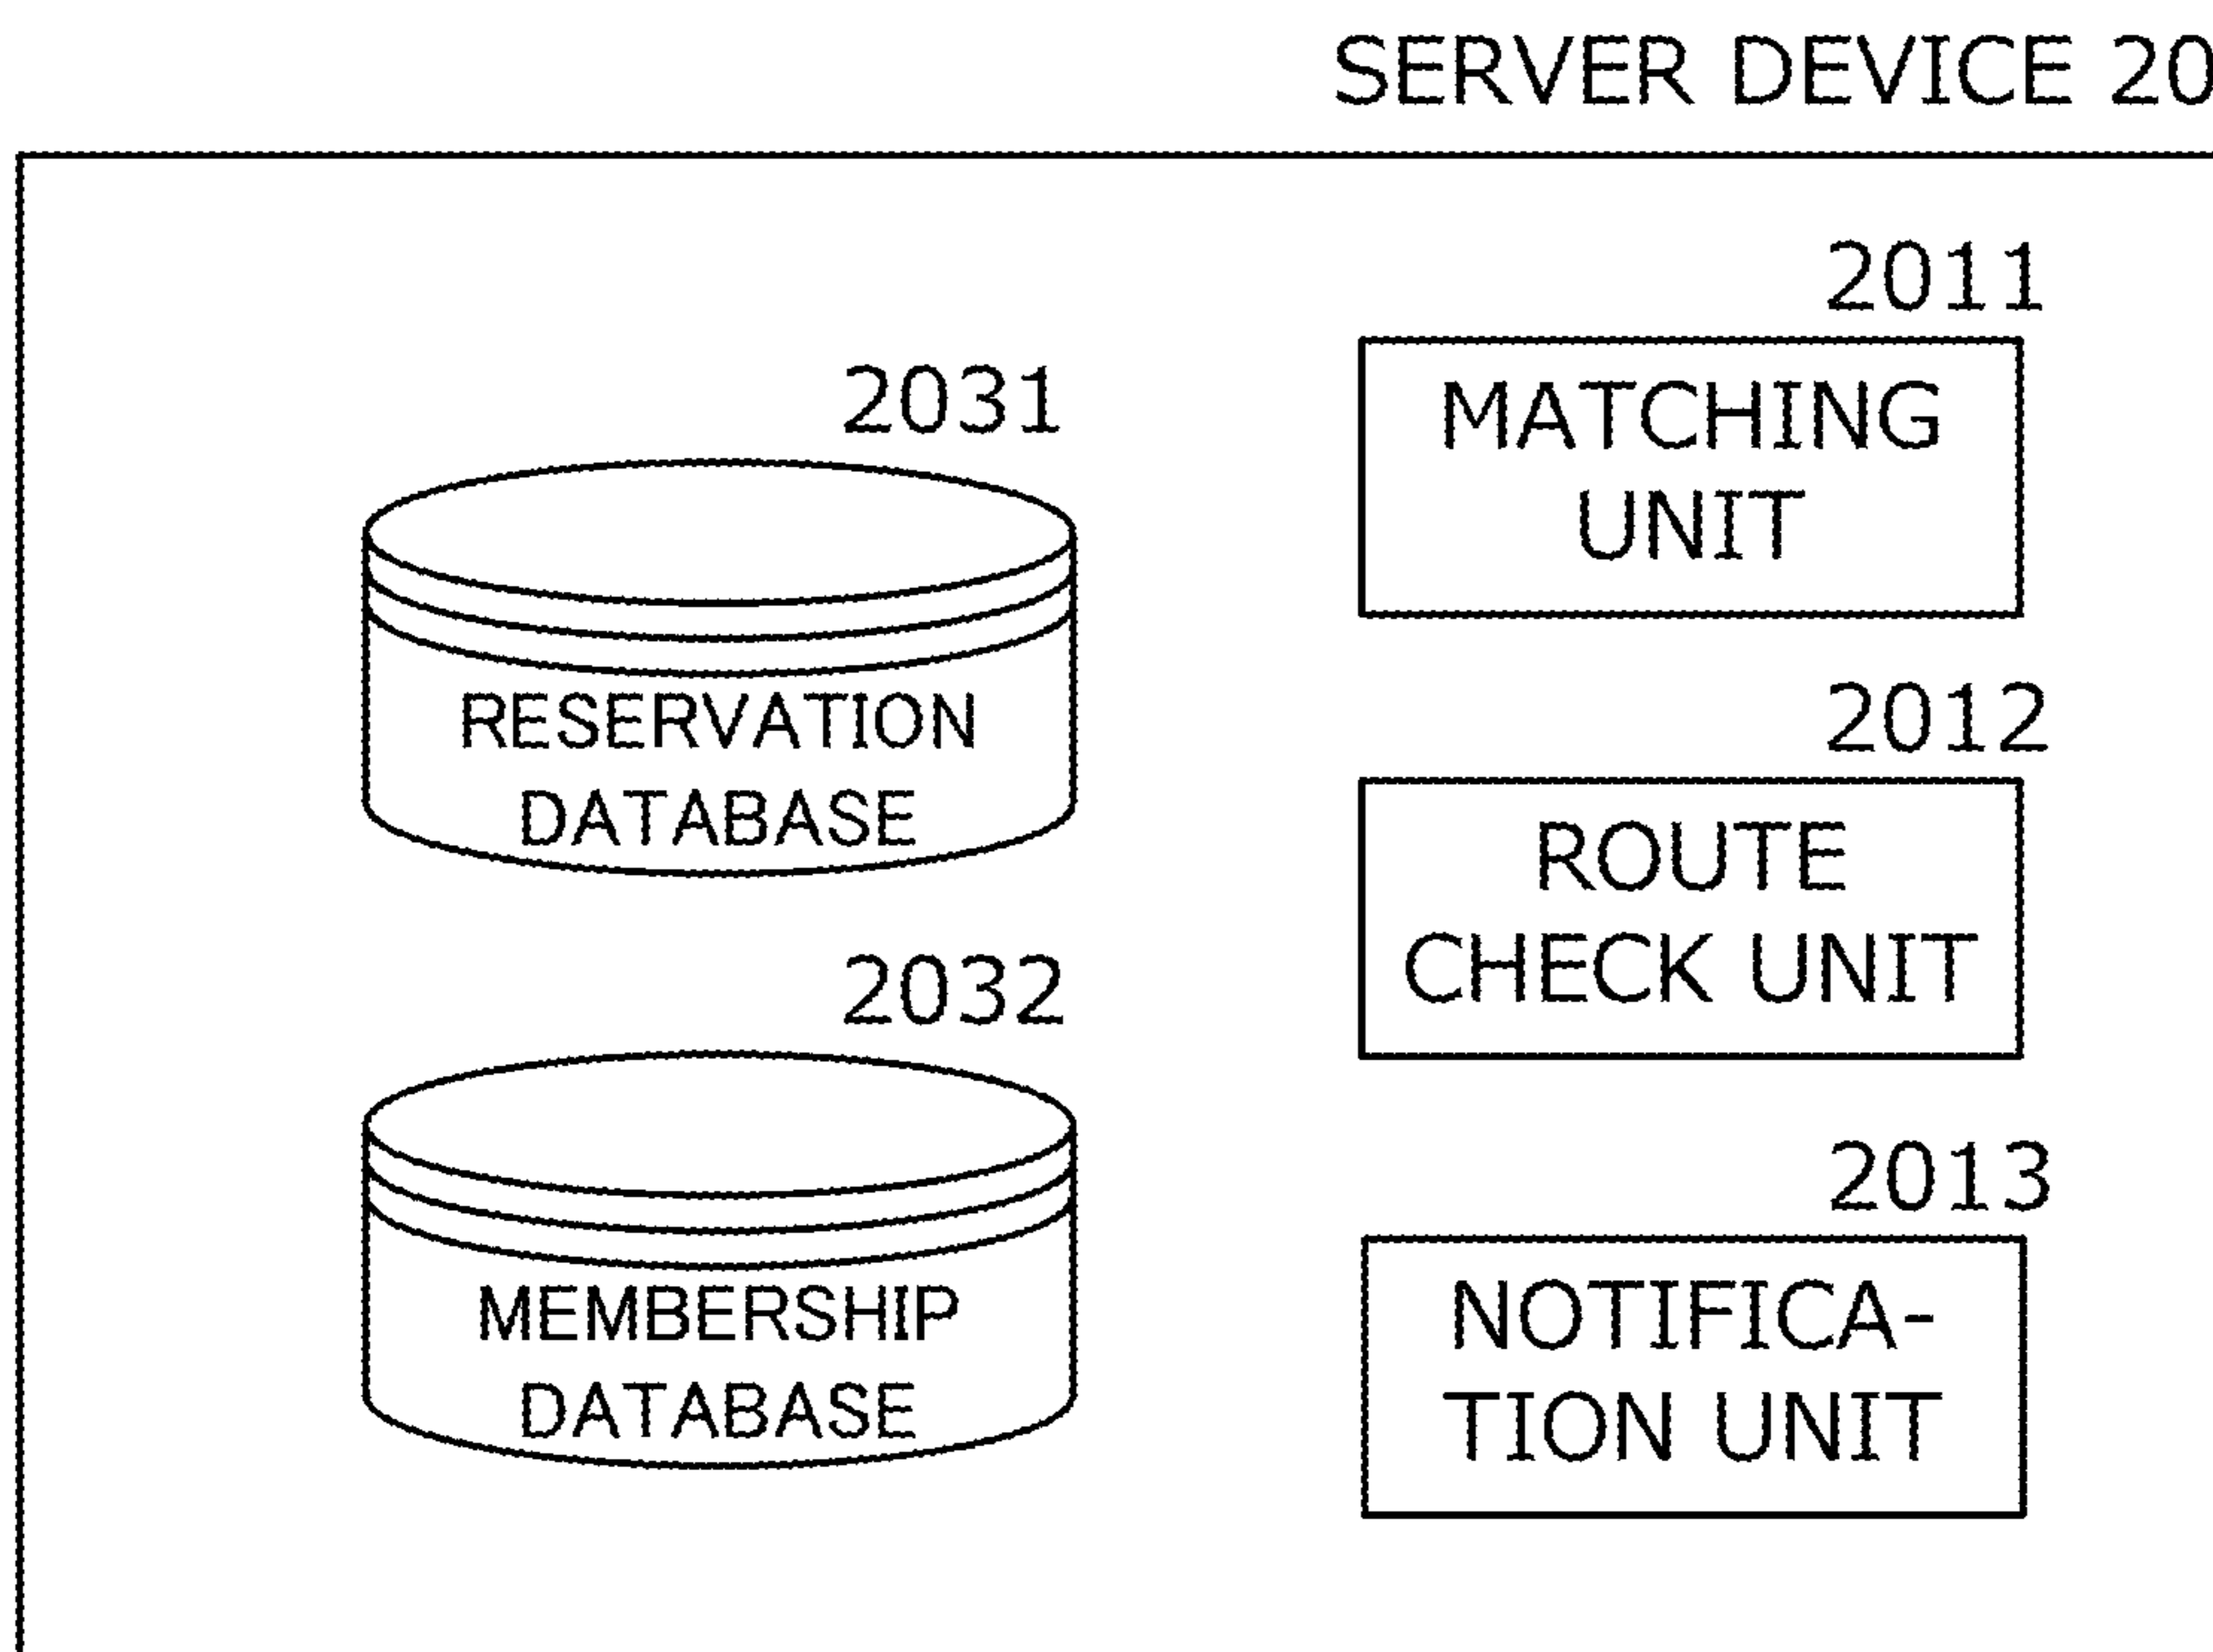 SERVER DEVICE 20
2031
RESERVATION
DATABASE
2032
MEMBERSHIP
DATABASE
2011
MATCHING
UNIT
2012
ROUTE
CHECK UNIT
2013
NOTIFICA-
TION UNIT